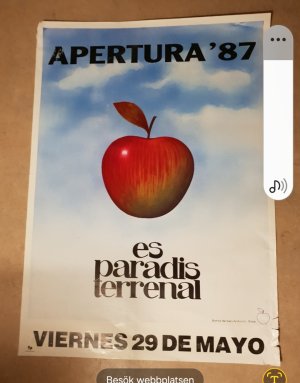 APERTURA '87
es
paradis
terrenal
VIERNES 29 DE MAYO
Besök webbplatsen